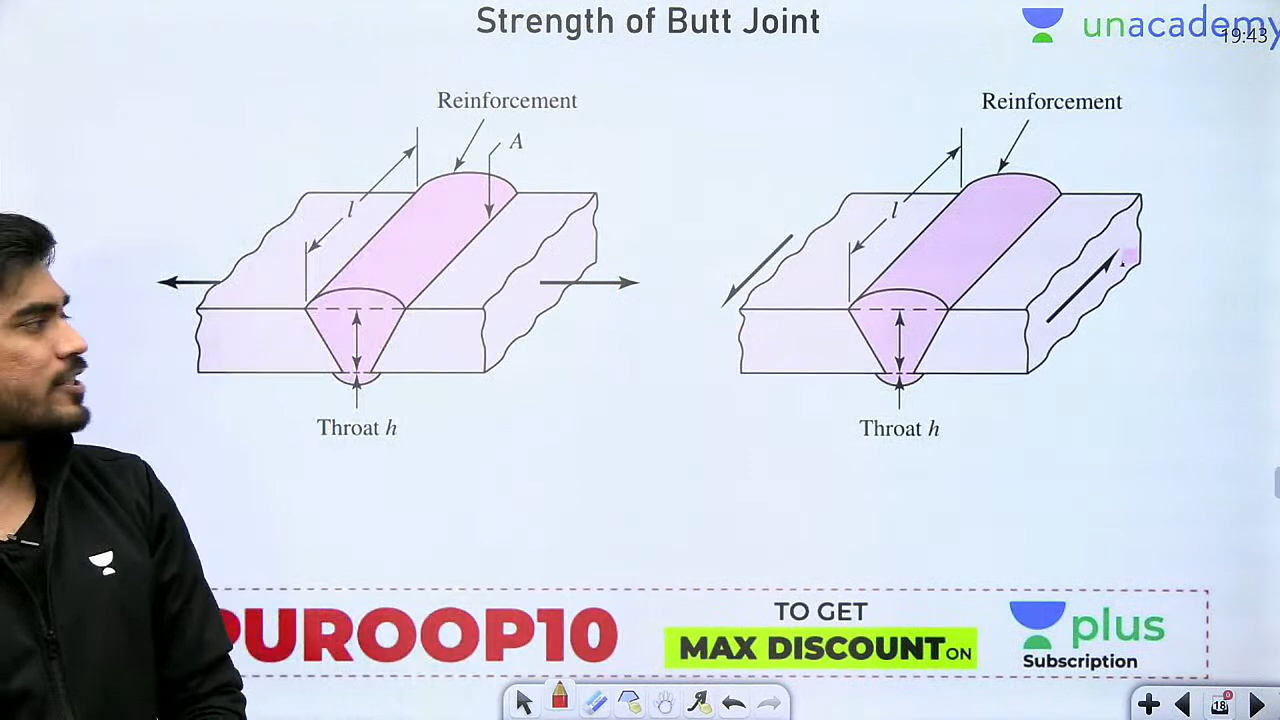 Strength of Butt Joint
unacademy
19:43
Reinforcement
A
l
Throat h
Reinforcement
l
Throat h
PUROOP10
TO GET
MAX DISCOUNT ON
plus
Subscription
18